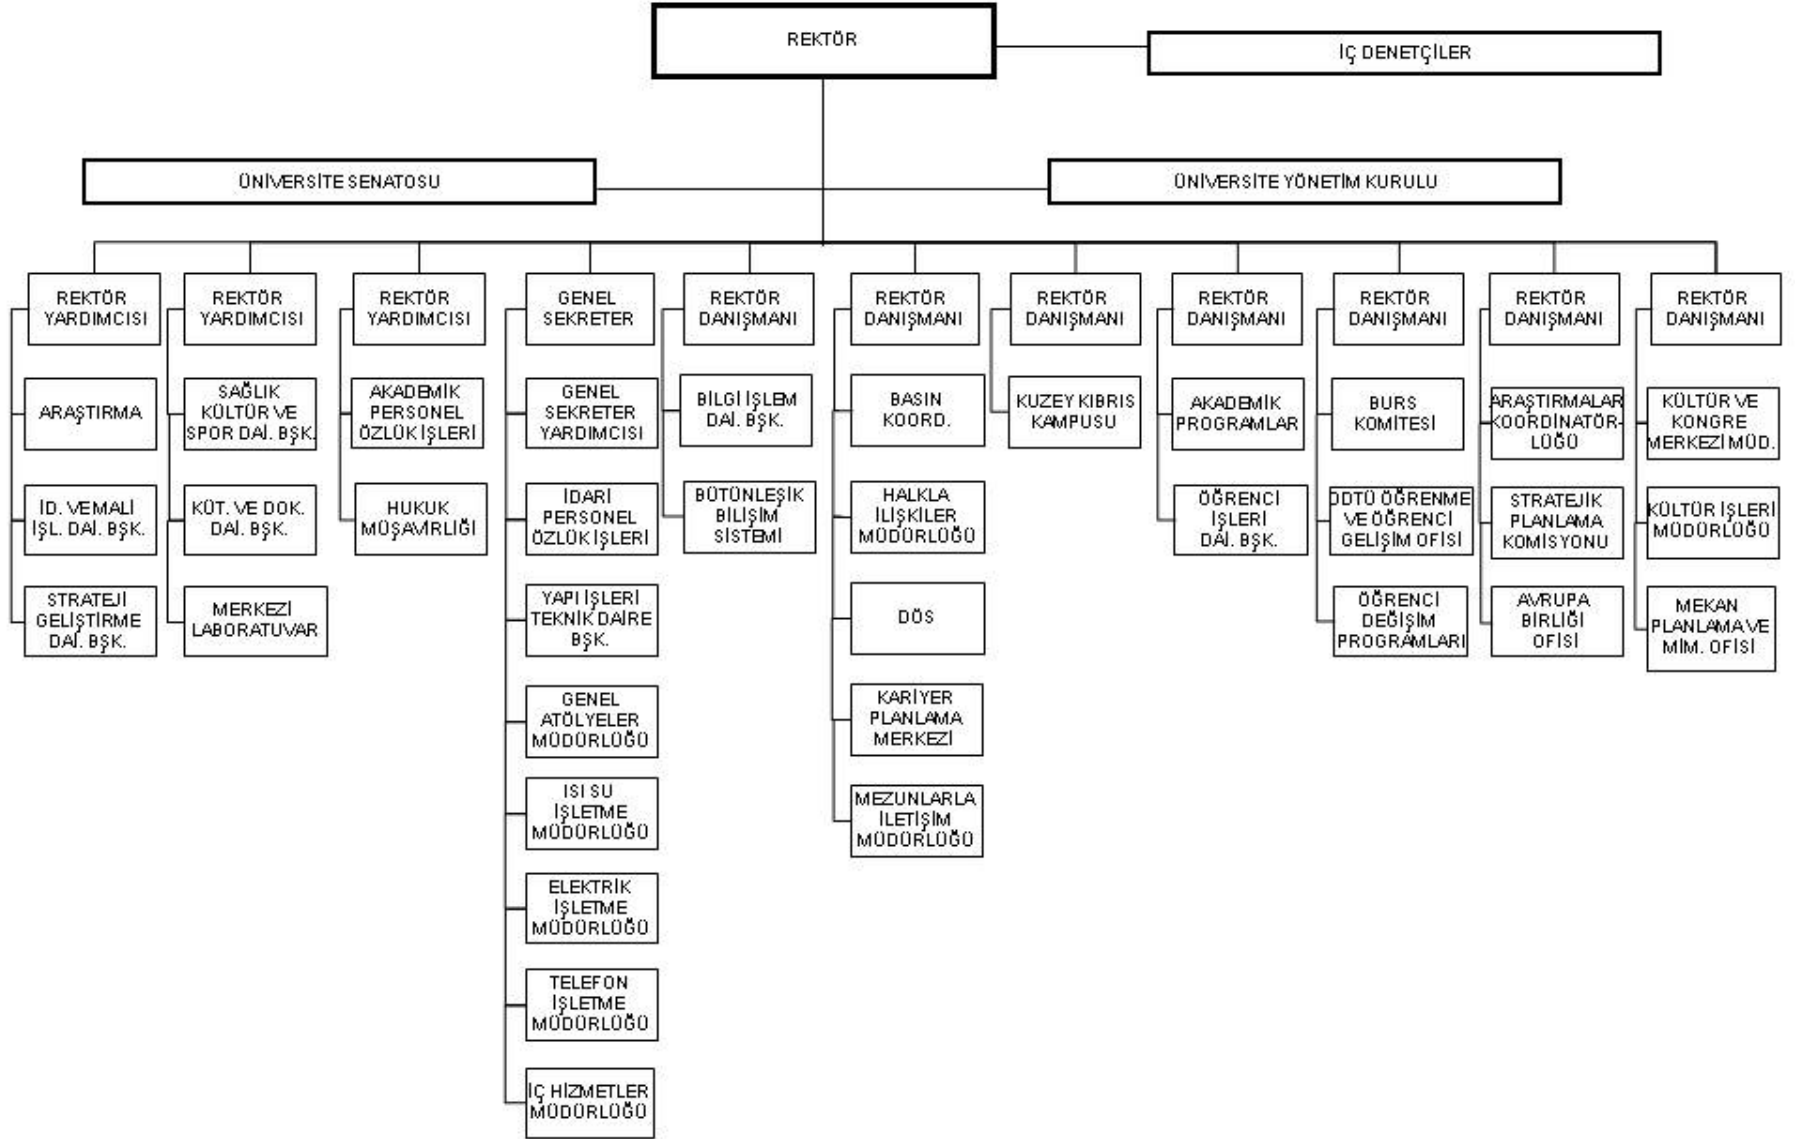 REKTÖR
İÇ DENETÇİLER
ÜNİVERSİTE SENATOSU
ÜNİVERSİTE YÖNETİM KURULU
REKTÖR
YARDIMCISI
ARAŞTIRMA
İD. VE MALİ
İŞL. DAİ. BŞK.
STRATEJİ
GELİŞTİRME
DAİ. BŞK.
REKTÖR
YARDIMCISI
SAĞLIK
KÜLTÜR VE
SPOR DAİ. BŞK.
KÜT. VE DOK.
DAİ. BŞK.
MERKEZİ
LABORATUVAR
REKTÖR
YARDIMCISI
AKADEMİK
PERSONEL
ÖZLÜK İŞLERİ
HUKUK
MÜŞAVİRLİĞİ
GENEL
SEKRETER
GENEL
SEKRETER
YARDIMCISI
İDARİ
PERSONEL
ÖZLÜK İŞLERİ
YAPI İŞLERİ
TEKNİK DAİRE
BŞK.
GENEL
ATÖLYELER
MÜDÜRLÜĞÜ
ISI SU
İŞLETME
MÜDÜRLÜĞÜ
ELEKTRİK
İŞLETME
MÜDÜRLÜĞÜ
TELEFON
İŞLETME
MÜDÜRLÜĞÜ
İÇ HİZMETLER
MÜDÜRLÜĞÜ
REKTÖR
DANIŞMANI
BİLGİ İŞLEM
DAİ. BŞK.
BÜTÜNLEŞİK
BİLİŞİM
SİSTEMİ
REKTÖR
DANIŞMANI
BASIN
KOORD.
HALKLA
İLİŞKİLER
MÜDÜRLÜĞÜ
DÖS
KARİYER
PLANLAMA
MERKEZİ
MEZUNLARLA
İLETİŞİM
MÜDÜRLÜĞÜ
REKTÖR
DANIŞMANI
KUZEY KIBRIS
KAMPUSU
REKTÖR
DANIŞMANI
AKADEMİK
PROGRAMLAR
ÖĞRENCİ
İŞLERİ
DAİ. BŞK.
REKTÖR
DANIŞMANI
BURS
KOMİTESİ
ODTÜ ÖĞRENME
VE ÖĞRENCİ
GELİŞİM OFİSİ
ÖĞRENCİ
DEĞİŞİM
PROGRAMLARI
REKTÖR
DANIŞMANI
ARAŞTIRMALAR
KOORDİNATÖR-
LÜĞÜ
STRATEJİK
PLANLAMA
KOMİSYONU
AVRUPA
BİRLİĞİ
OFİSİ
REKTÖR
DANIŞMANI
KÜLTÜR VE
KONGRE
MERKEZİ MÜD.
KÜLTÜR İŞLERİ
MÜDÜRLÜĞÜ
MEKAN
PLANLAMA VE
MİM. OFİSİ